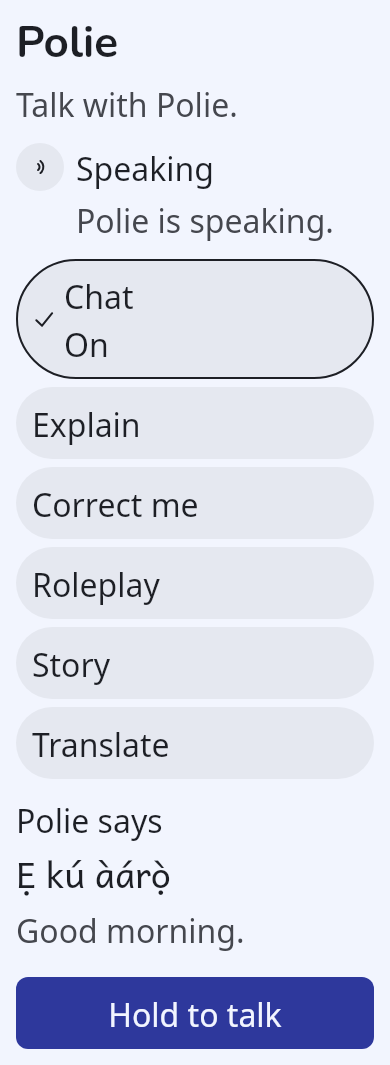 Polie
Talk with Polie.
Speaking
Polie is speaking.
Chat
On
Explain
Correct me
Roleplay
Story
Translate
Polie says
Ẹ kú àárọ̀
Good morning.
Hold to talk